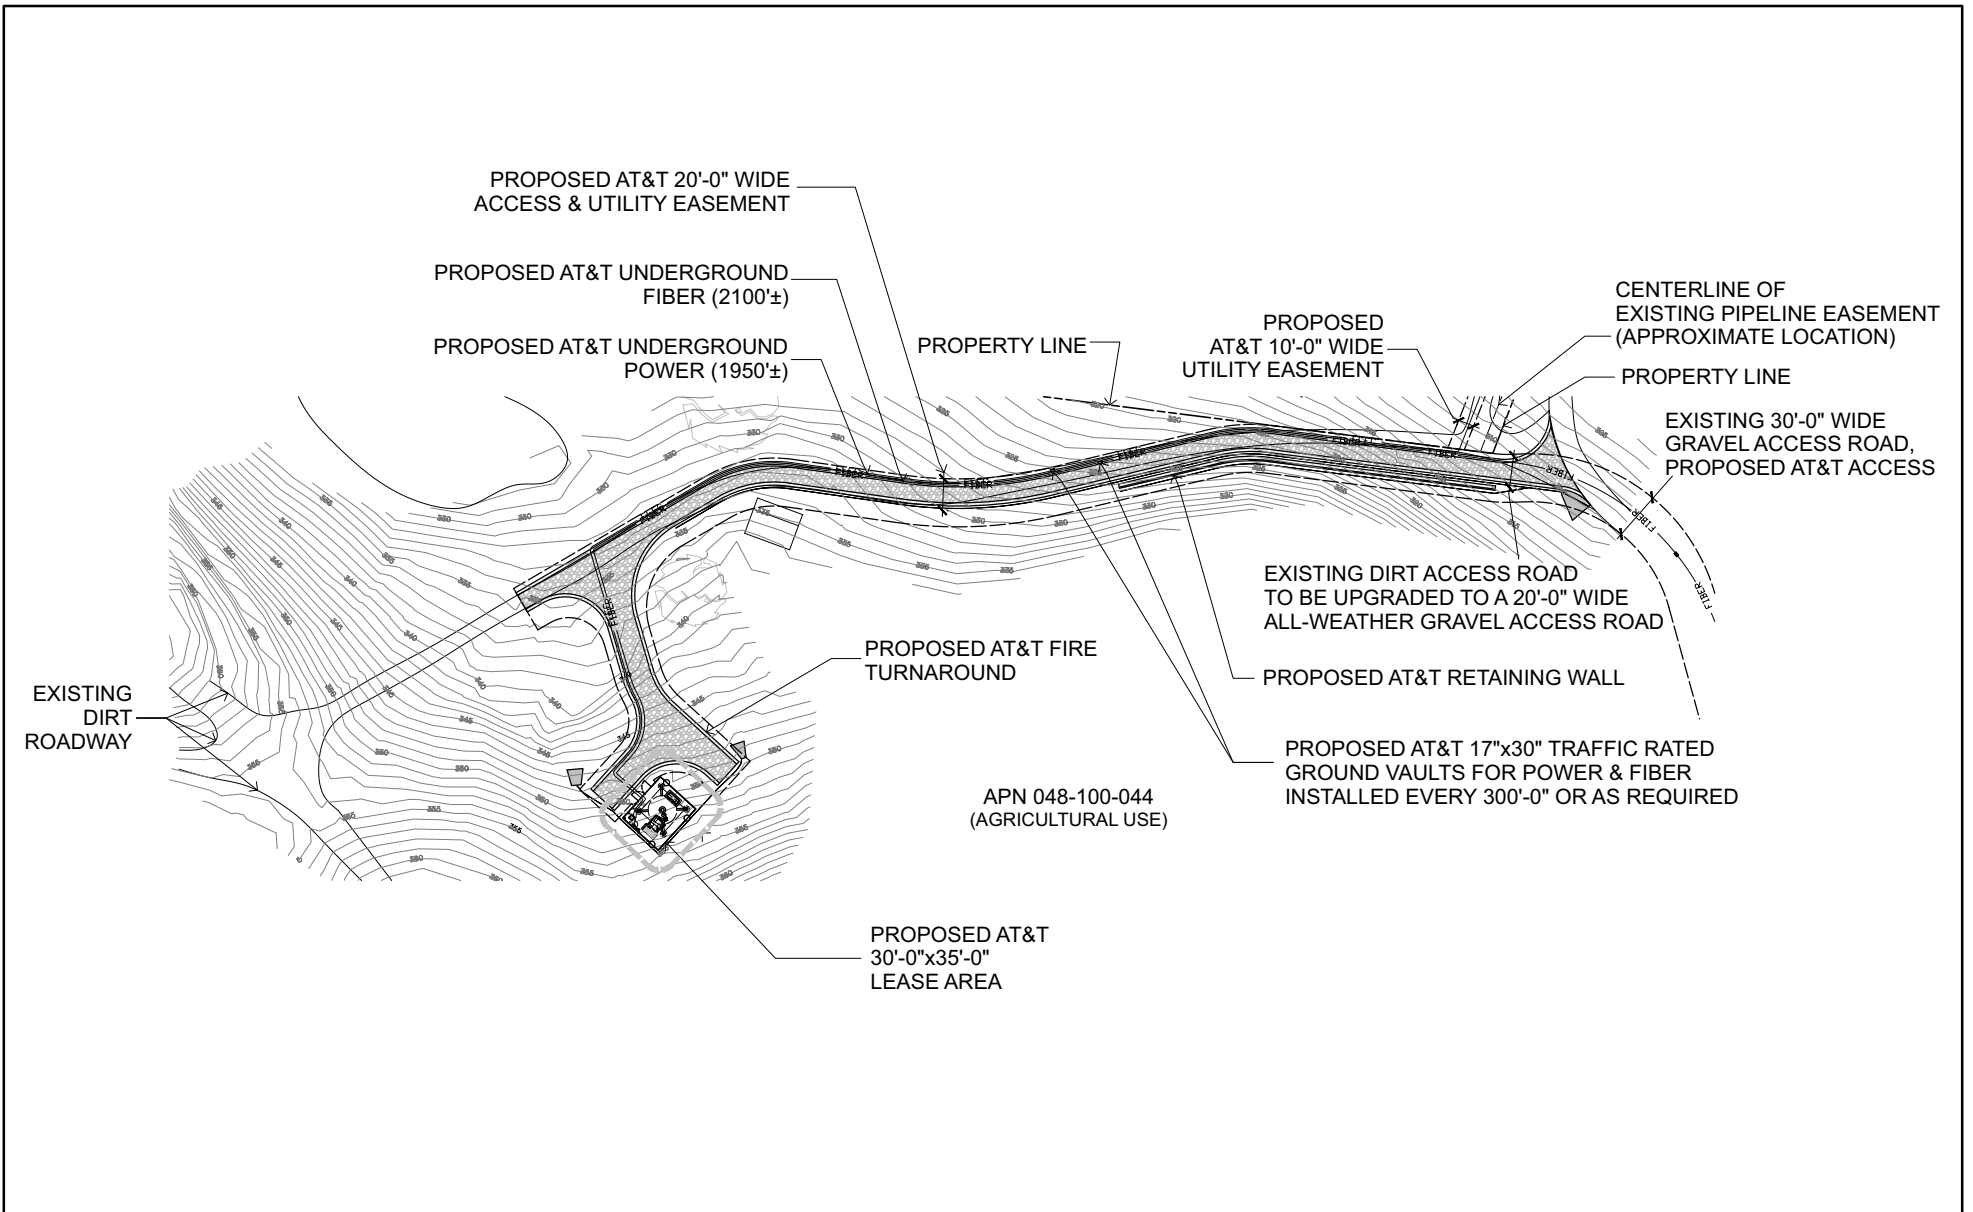 PROPOSED AT&T 20'-0" WIDE
ACCESS & UTILITY EASEMENT
PROPOSED AT&T UNDERGROUND
FIBER (2100'±)
PROPOSED AT&T UNDERGROUND
POWER (1950'±)
PROPERTY LINE
PROPOSED
AT&T 10'-0" WIDE
UTILITY EASEMENT
CENTERLINE OF
EXISTING PIPELINE EASEMENT
(APPROXIMATE LOCATION)
PROPERTY LINE
EXISTING 30'-0" WIDE
GRAVEL ACCESS ROAD,
PROPOSED AT&T ACCESS
FIBER
FIBER
FIBER
FIBER
FIBER
FIBER
FIBER
FIBER
FIBER
EXISTING DIRT ACCESS ROAD
TO BE UPGRADED TO A 20'-0" WIDE
ALL-WEATHER GRAVEL ACCESS ROAD
PROPOSED AT&T FIRE
TURNAROUND
PROPOSED AT&T RETAINING WALL
EXISTING
DIRT
ROADWAY
PROPOSED AT&T 17"x30" TRAFFIC RATED
GROUND VAULTS FOR POWER & FIBER
INSTALLED EVERY 300'-0" OR AS REQUIRED
APN 048-100-044
(AGRICULTURAL USE)
PROPOSED AT&T
30'-0"x35'-0"
LEASE AREA